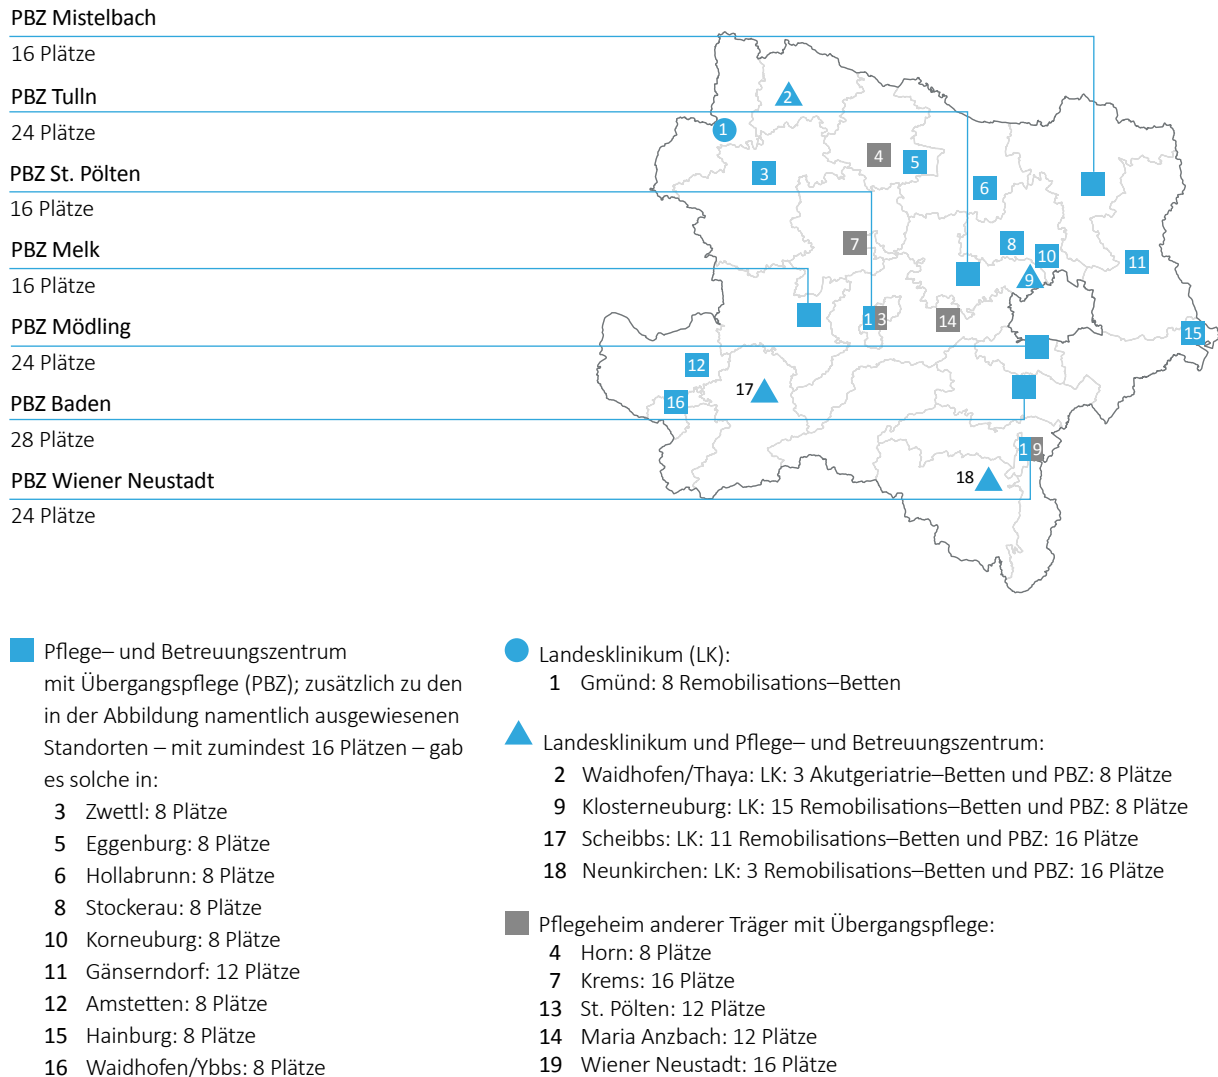 PBZ Mistelbach
16 Plätze
PBZ Tulln
24 Plätze
PBZ St. Pölten
16 Plätze
PBZ Melk
16 Plätze
PBZ Mödling
24 Plätze
PBZ Baden
28 Plätze
PBZ Wiener Neustadt
24 Plätze
2
1
4
5
3
6
7
8
10
11
9
13
14
15
12
17
16
19
18
Pflege– und Betreuungszentrum
mit Übergangspflege (PBZ); zusätzlich zu den
in der Abbildung namentlich ausgewiesenen
Standorten – mit zumindest 16 Plätzen – gab
es solche in:
3 Zwettl: 8 Plätze
5 Eggenburg: 8 Plätze
6 Hollabrunn: 8 Plätze
8 Stockerau: 8 Plätze
10 Korneuburg: 8 Plätze
11 Gänserndorf: 12 Plätze
12 Amstetten: 8 Plätze
15 Hainburg: 8 Plätze
16 Waidhofen/Ybbs: 8 Plätze
Landesklinikum (LK):
1 Gmünd: 8 Remobilisations–Betten
Landesklinikum und Pflege– und Betreuungszentrum:
2 Waidhofen/Thaya: LK: 3 Akutgeriatrie–Betten und PBZ: 8 Plätze
9 Klosterneuburg: LK: 15 Remobilisations–Betten und PBZ: 8 Plätze
17 Scheibbs: LK: 11 Remobilisations–Betten und PBZ: 16 Plätze
18 Neunkirchen: LK: 3 Remobilisations–Betten und PBZ: 16 Plätze
Pflegeheim anderer Träger mit Übergangspflege:
4 Horn: 8 Plätze
7 Krems: 16 Plätze
13 St. Pölten: 12 Plätze
14 Maria Anzbach: 12 Plätze
19 Wiener Neustadt: 16 Plätze